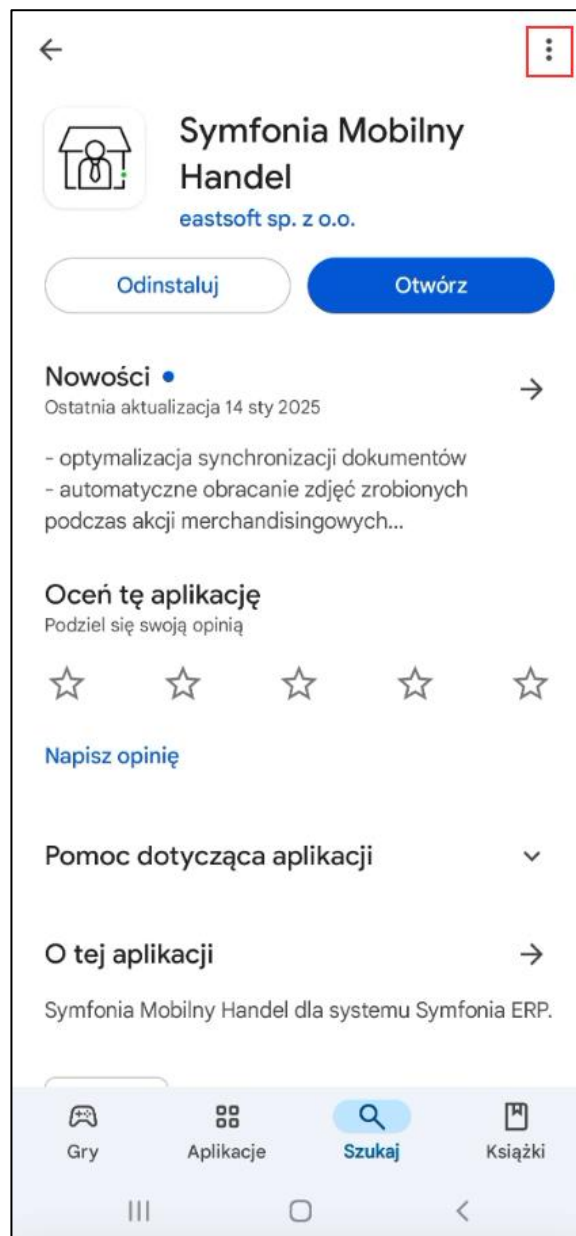 Symfonia Mobilny
Handel
eastsoft sp. z o.o.
Odinstaluj
Otwórz
Nowości
Ostatnia aktualizacja 14 sty 2025
- optymalizacja synchronizacji dokumentów
- automatyczne obracanie zdjęć zrobionych
podczas akcji merchandisingowych...
Oceń tę aplikację
Podziel się swoją opinią
Napisz opinię
Pomoc dotycząca aplikacji
O tej aplikacji
Symfonia Mobilny Handel dla systemu Symfonia ERP.
Gry
Aplikacje
Szukaj
Książki